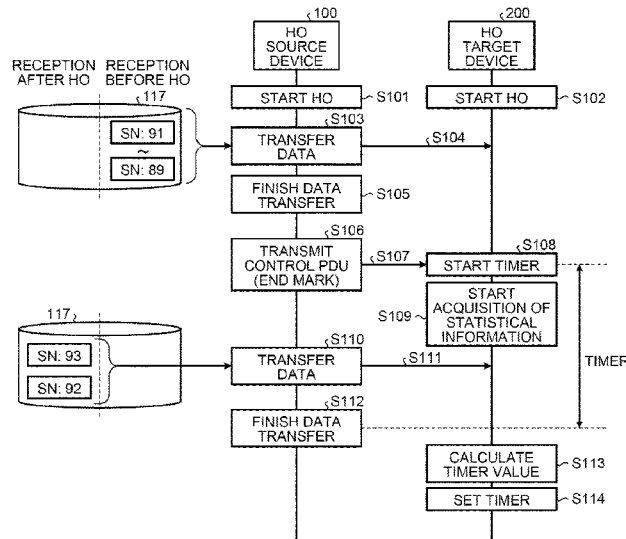 100
200
HO
SOURCE
DEVICE
HO
TARGET
DEVICE
RECEPTION
AFTER HO
RECEPTION
BEFORE HO
117
START HO
S101
START HO
S102
SN: 91
~
SN: 89
S103
TRANSFER
DATA
S104
FINISH DATA
TRANSFER
S105
S106
TRANSMIT
CONTROL PDU
(END MARK)
S107
S108
START TIMER
S109
START
ACQUISITION OF
STATISTICAL
INFORMATION
TIMER
117
SN: 93
SN: 92
S110
TRANSFER
DATA
S111
S112
FINISH DATA
TRANSFER
CALCULATE
TIMER VALUE
S113
SET TIMER
S114